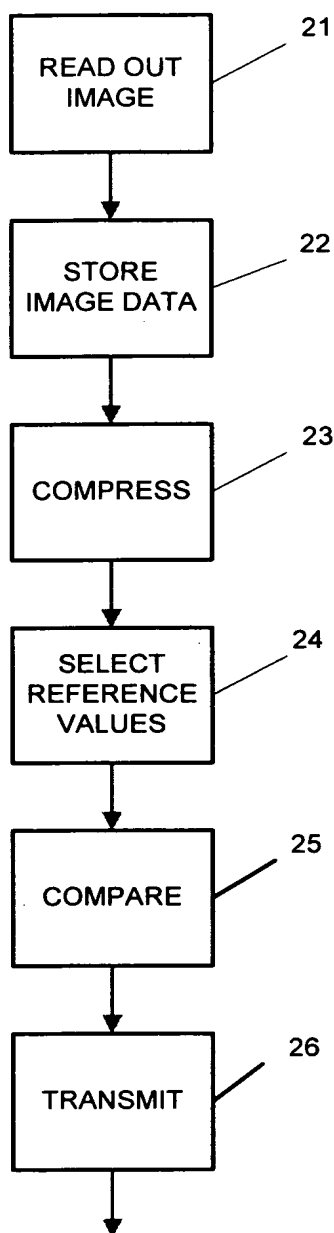 21
READ OUT
IMAGE
22
STORE
IMAGE DATA
23
COMPRESS
24
SELECT
REFERENCE
VALUES
25
COMPARE
26
TRANSMIT